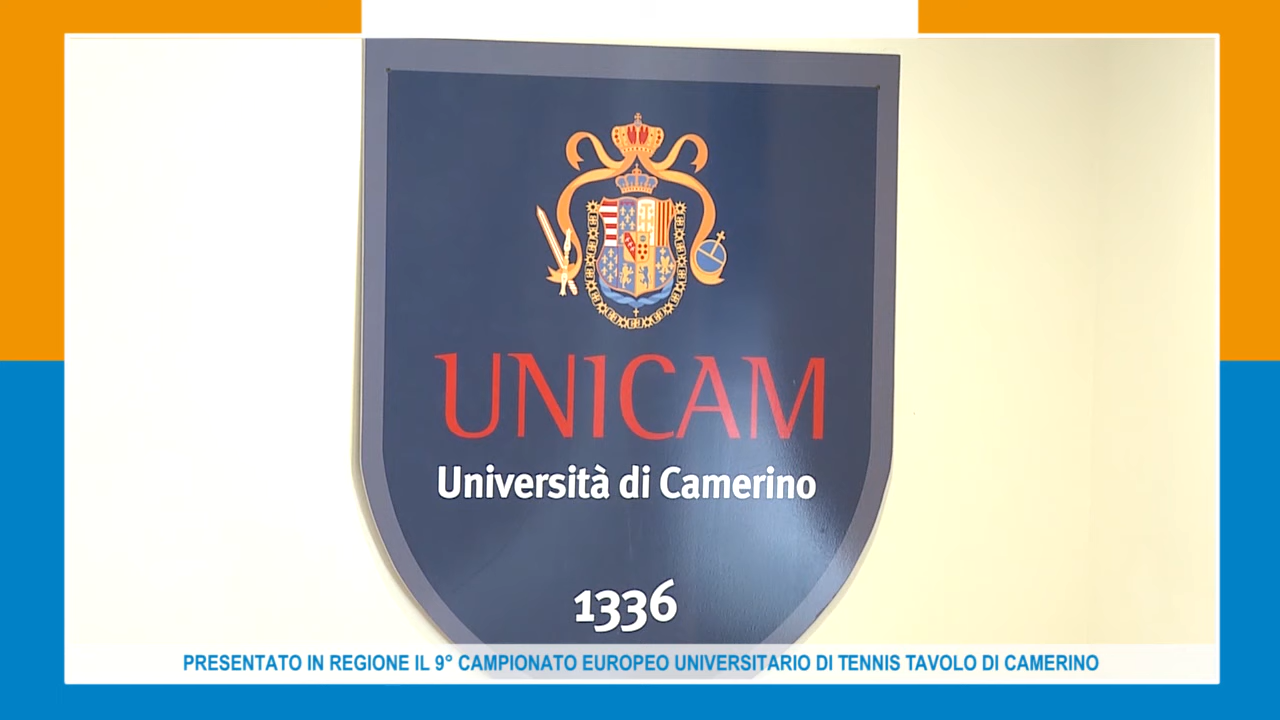 UNICAM
Università di Camerino
1336
PRESENTATO IN REGIONE IL 9° CAMPIONATO EUROPEO UNIVERSITARIO DI TENNIS TAVOLO DI CAMERINO